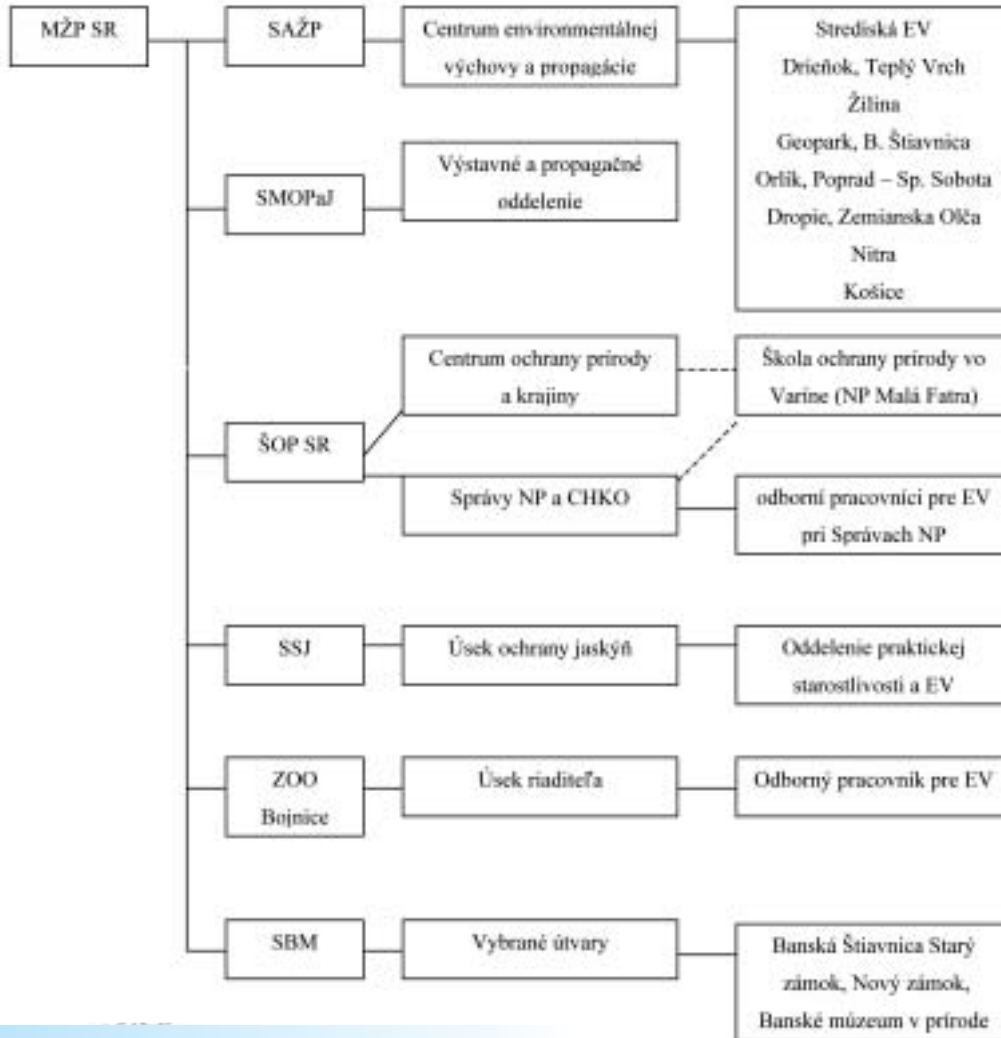 MŽP SR
SAŽP
Centrum environmentálnej
výchovy a propagácie
Strediská EV
Drieňok, Teplý Vrch
Žilina
Geopark, B. Štiavnica
Orlík, Poprad – Sp. Sobota
Dropie, Zemianska Olča
Nitra
Košice
SMOPaJ
Výstavné a propagačné
oddelenie
ŠOP SR
Centrum ochrany prírody
a krajiny
Škola ochrany prírody vo
Varíne (NP Malá Fatra)
Správy NP a CHKO
odborní pracovníci pre EV
pri Správach NP
SSJ
Úsek ochrany jaskýň
Oddelenie praktickej
starostlivosti a EV
ZOO
Bojnice
Úsek riaditeľa
Odborný pracovník pre EV
SBM
Vybrané útvary
Banská Štiavnica Starý
zámok, Nový zámok,
Banské múzeum v prírode